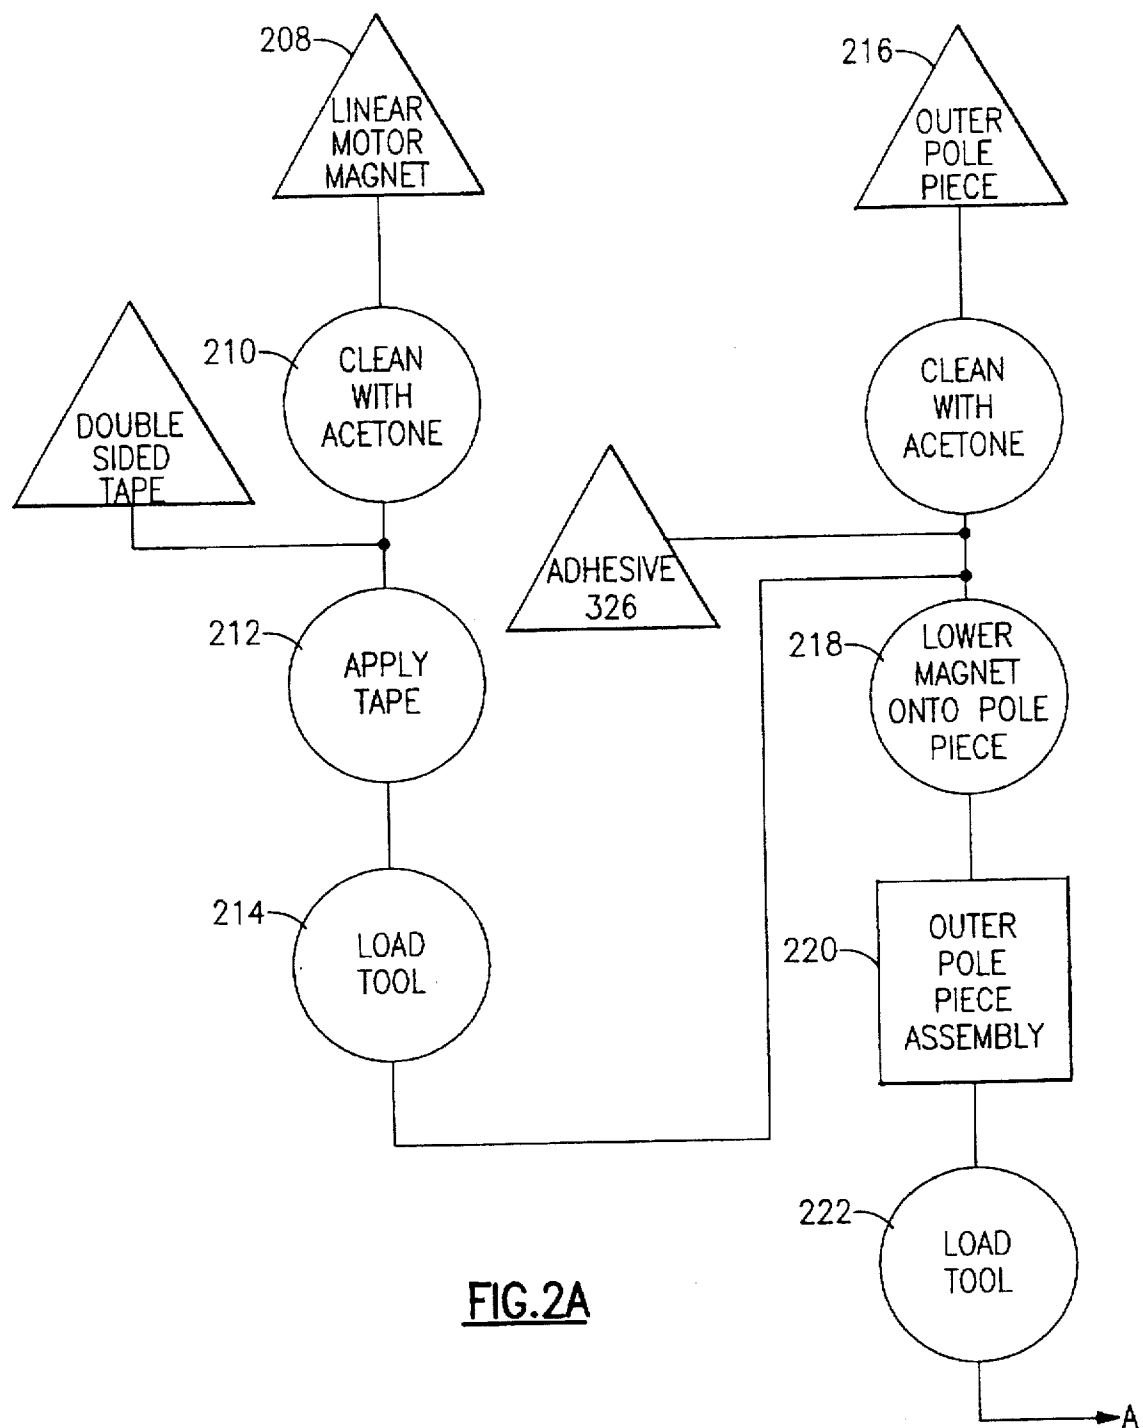 208
LINEAR
MOTOR
MAGNET
210
CLEAN
WITH
ACETONE
DOUBLE
SIDED
TAPE
212
APPLY
TAPE
214
LOAD
TOOL
216
OUTER
POLE
PIECE
CLEAN
WITH
ACETONE
ADHESIVE
326
218
LOWER
MAGNET
ONTO POLE
PIECE
220
OUTER
POLE
PIECE
ASSEMBLY
222
LOAD
TOOL
A
FIG.2A